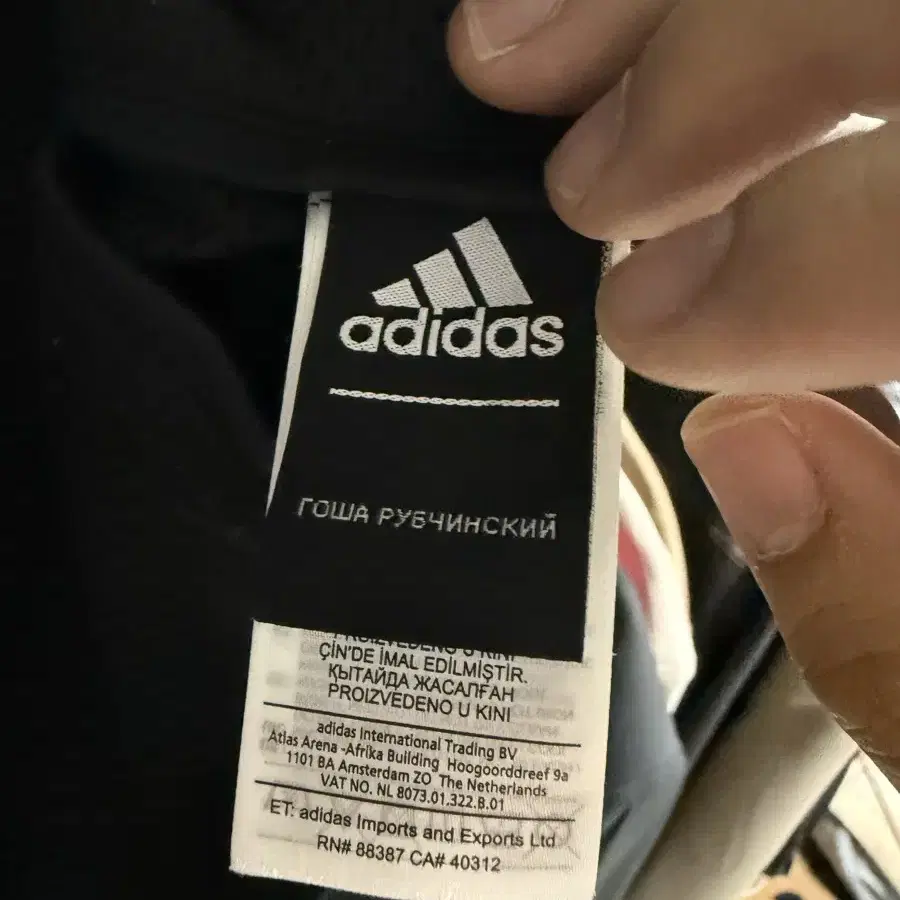 adidas
ГОША РУБЧИНСКИЙ
PROIZVEDENO U KINI
ÇİN'DE İMAL EDİLMİŞTİR.
ҚЫТАЙДА ЖАСАЛҒАН
PROIZVEDENO U KINI
adidas International Trading BV
Atlas Arena -Afrika Building Hoogoorddreef 9a
1101 BA Amsterdam ZO The Netherlands
VAT NO. NL 8073.01.322.B.01
ET: adidas Imports and Exports Ltd
RN# 88387 CA# 40312